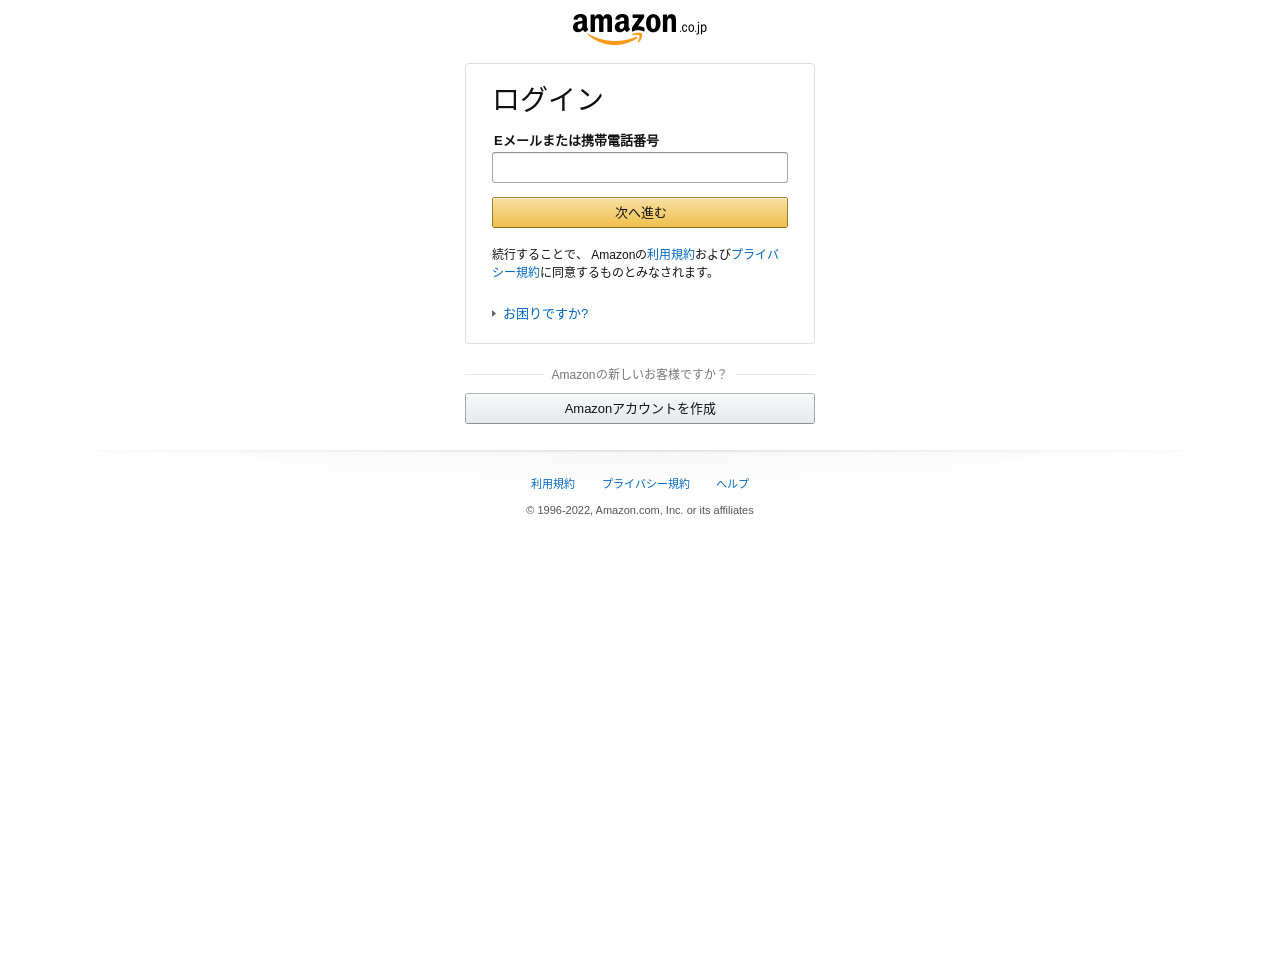 amazon.co.jp
ログイン
Eメールまたは携帯電話番号
次へ進む
続行することで、 Amazonの利用規約およびプライバ
シー規約に同意するものとみなされます。
お困りですか?
Amazonの新しいお客様ですか？
Amazonアカウントを作成
利用規約 プライバシー規約 ヘルプ
© 1996-2022, Amazon.com, Inc. or its affiliates